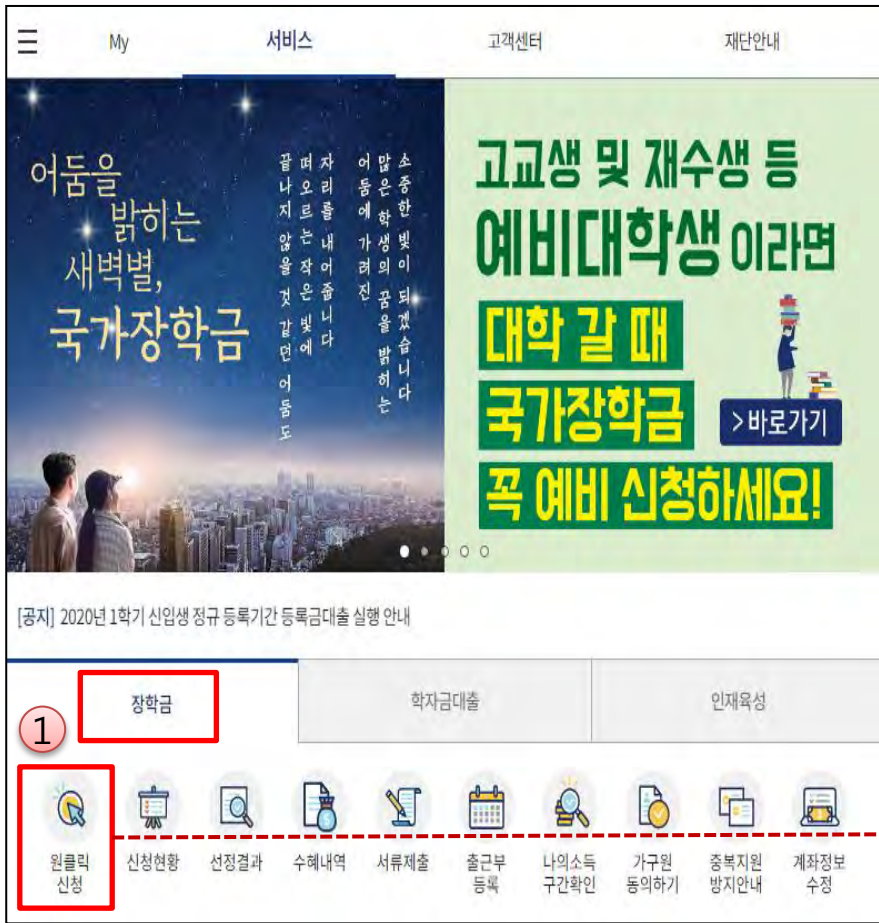 My
서비스
고객센터
재단안내
어둠을
밝히는
새벽별,
국가장학금
소중한 빛이 되겠습니다
많은 학생의 꿈을 밝히는
어둠에 가려진
자리를 내어줍니다
떠오르는 작은 빛에
끝나지 않을 것 같던 어둠도
고교생 및 재수생 등
예비대학생 이라면
대학 갈 때
국가장학금
>바로가기
꼭 예비 신청하세요!
[공지] 2020년 1학기 신입생 정규 등록기간 등록금대출 실행 안내
장학금
학자금대출
인재육성
1
원클릭
신청
신청현황
선정결과
수혜내역
서류제출
출근부
등록
나의소득
구간확인
가구원
동의하기
중복지원
방지안내
계좌정보
수정